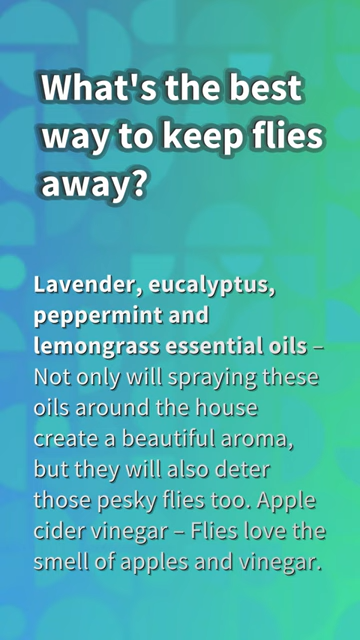 What's the best
way to keep flies
away?
Lavender, eucalyptus,
peppermint and
lemongrass essential oils –
Not only will spraying these
oils around the house
create a beautiful aroma,
but they will also deter
those pesky flies too. Apple
cider vinegar – Flies love the
smell of apples and vinegar.